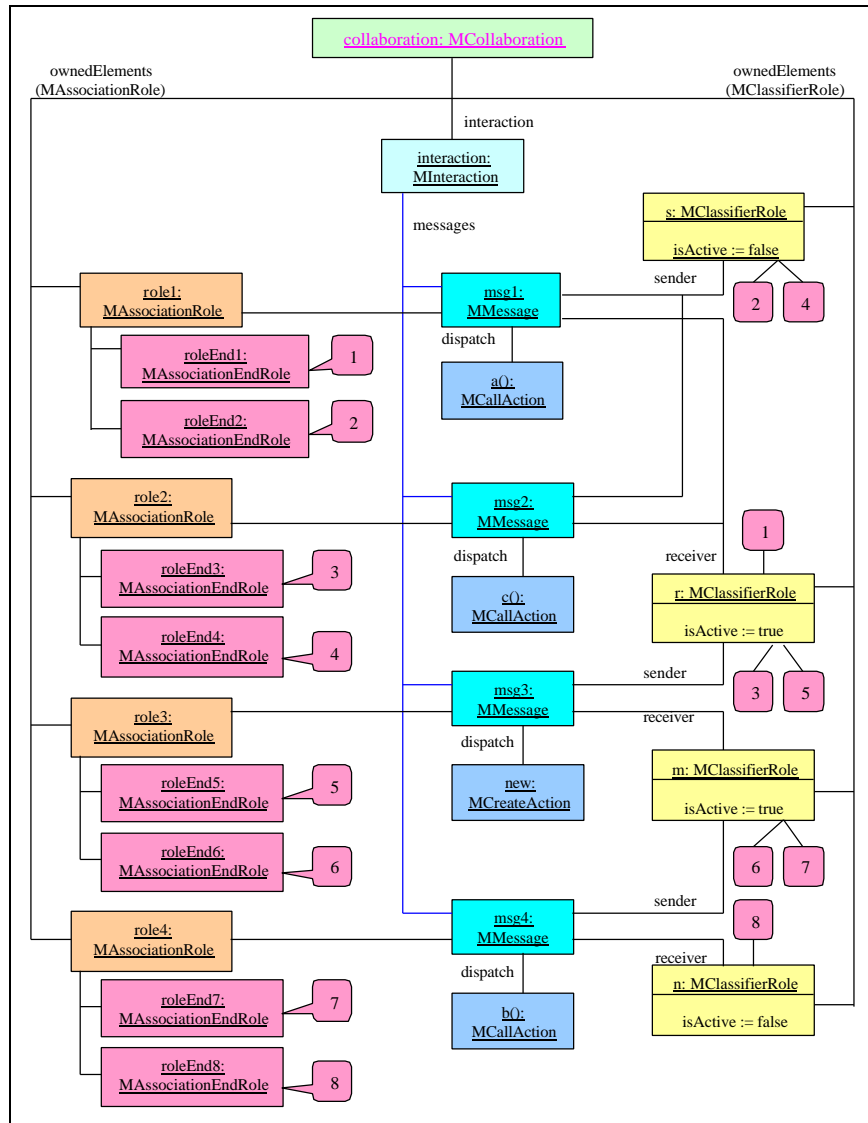 collaboration: MCollaboration
ownedElements
(MAssociationRole)
ownedElements
(MClassifierRole)
interaction
interaction:
MInteraction
messages
s: MClassifierRole
isActive := false
sender
2
4
role1:
MAssociationRole
msg1:
MMessage
dispatch
roleEnd1:
MAssociationEndRole
1
a():
MCallAction
roleEnd2:
MAssociationEndRole
2
role2:
MAssociationRole
msg2:
MMessage
1
dispatch
receiver
roleEnd3:
MAssociationEndRole
3
c():
MCallAction
r: MClassifierRole
isActive := true
roleEnd4:
MAssociationEndRole
4
sender
3
5
role3:
MAssociationRole
msg3:
MMessage
receiver
dispatch
roleEnd5:
MAssociationEndRole
5
new:
MCreateAction
m: MClassifierRole
isActive := true
roleEnd6:
MAssociationEndRole
6
6
7
sender
role4:
MAssociationRole
msg4:
MMessage
8
dispatch
receiver
roleEnd7:
MAssociationEndRole
7
b():
MCallAction
n: MClassifierRole
isActive := false
roleEnd8:
MAssociationEndRole
8